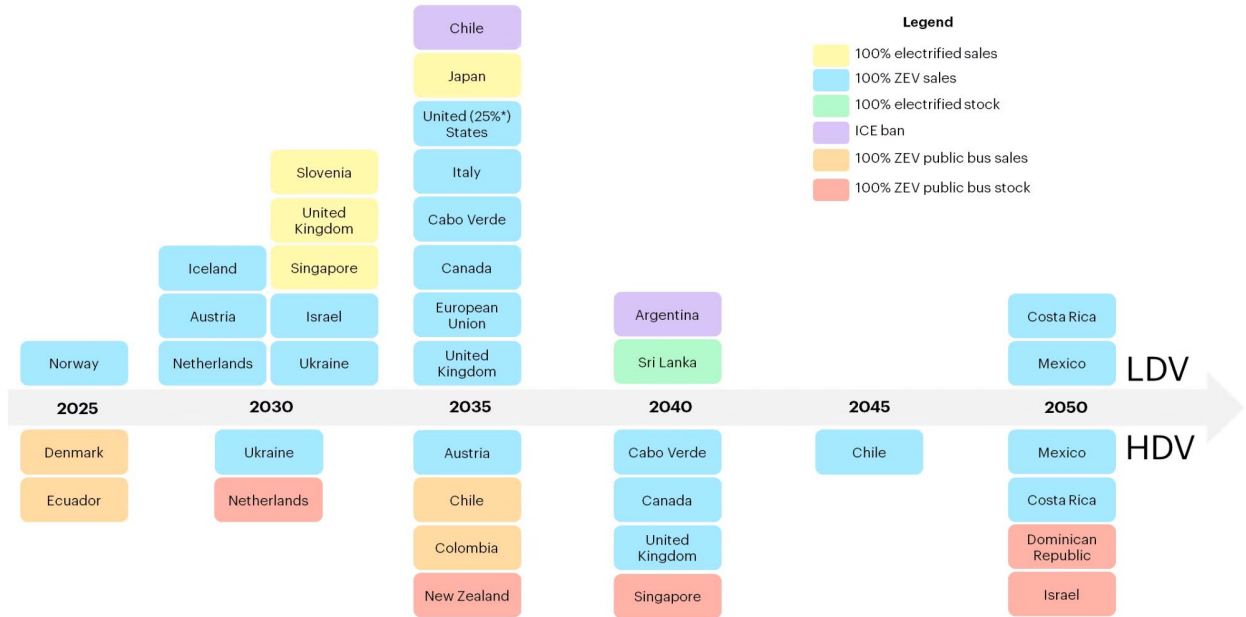 Legend
100% electrified sales
100% ZEV sales
100% electrified stock
ICE ban
100% ZEV public bus sales
100% ZEV public bus stock
Norway
Iceland
Austria
Netherlands
Slovenia
United
Kingdom
Singapore
Israel
Ukraine
Chile
Japan
United (25%*)
States
Italy
Cabo Verde
Canada
European
Union
United
Kingdom
Argentina
Sri Lanka
Costa Rica
Mexico
LDV
2025
2030
2035
2040
2045
2050
HDV
Denmark
Ecuador
Ukraine
Netherlands
Austria
Chile
Colombia
New Zealand
Cabo Verde
Canada
United
Kingdom
Singapore
Chile
Mexico
Costa Rica
Dominican
Republic
Israel